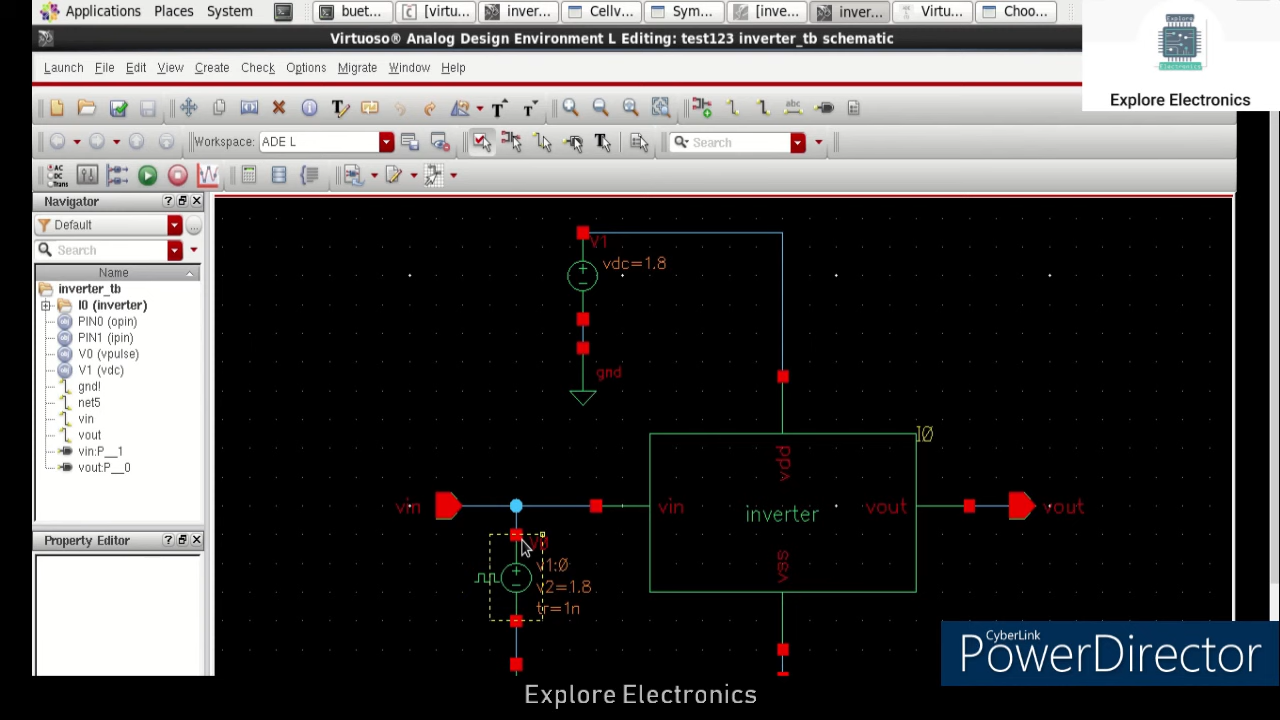 Applications Places System buet... [virtu... inver... Cellv... Sym... [inve... inver... Virtu... Choo...
Virtuoso® Analog Design Environment L Editing: test123 inverter_tb schematic
Launch File Edit View Create Check Options Migrate Window Help
Explore Electronics
Workspace: ADE L
Search
AC
DC
Trans
Navigator
Default
Search
Name
inverter_tb
I0 (inverter)
PIN0 (opin)
PIN1 (ipin)
V0 (vpulse)
V1 (vdc)
gnd!
net5
vin
vout
vin:P__1
vout:P__0
Property Editor
V1
vdc=1.8
gnd
I0
vdd
vin
vin
inverter
vout
vout
vss
V0
v1:0
v2=1.8
tr=1n
CyberLink
PowerDirector
Explore Electronics